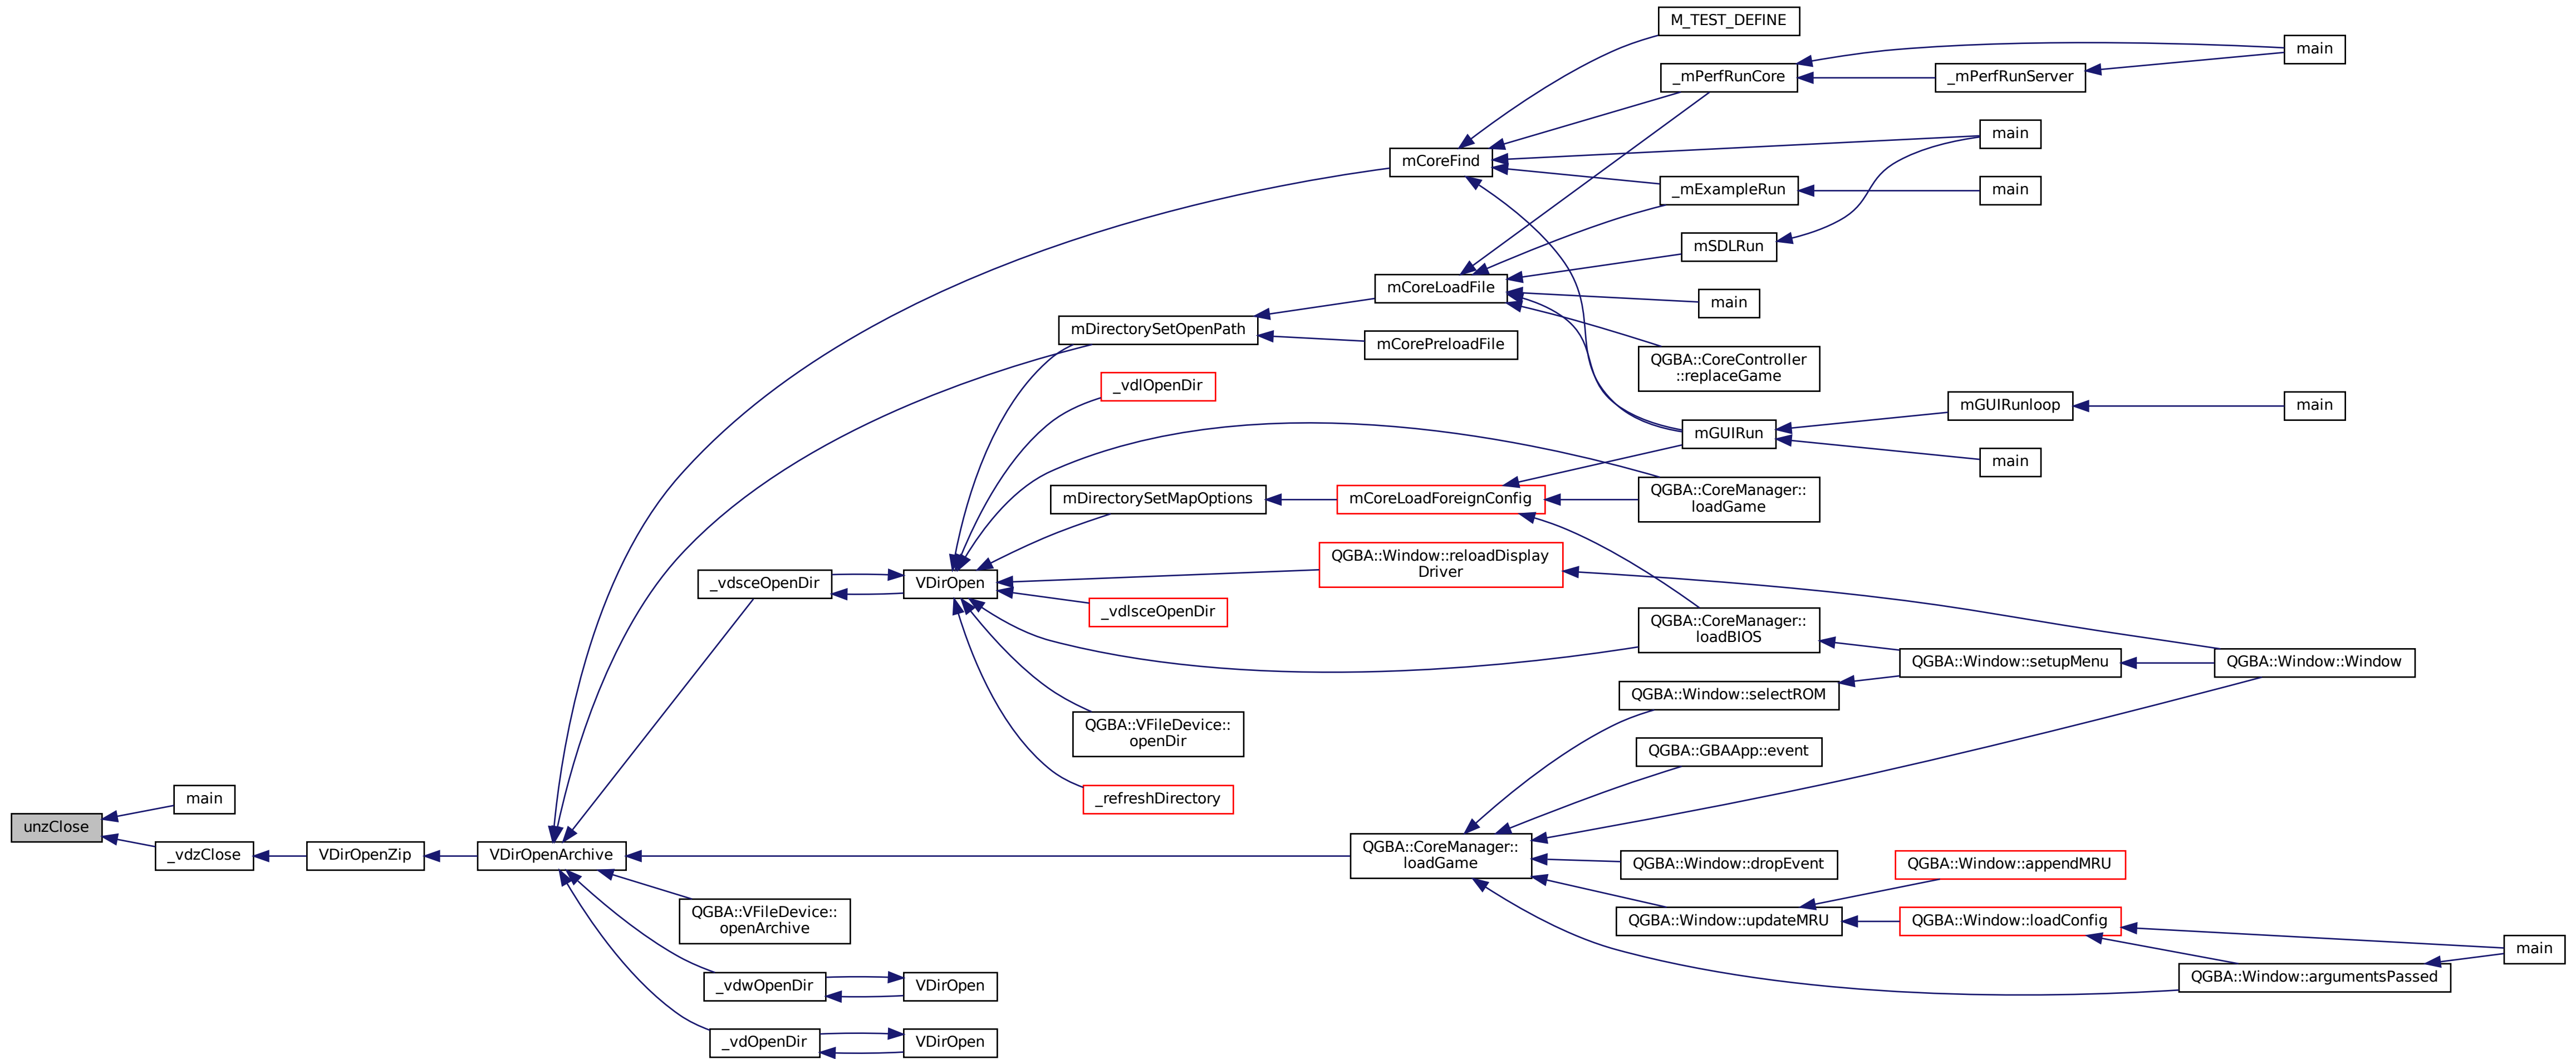 M_TEST_DEFINE
main
_mPerfRunCore
_mPerfRunServer
main
mCoreFind
_mExampleRun
main
mSDLRun
mCoreLoadFile
main
mDirectorySetOpenPath
mCorePreloadFile
QGBA::CoreController
::replaceGame
_vdlOpenDir
mGUIRunloop
main
mGUIRun
main
mDirectorySetMapOptions
mCoreLoadForeignConfig
QGBA::CoreManager::
loadGame
QGBA::Window::reloadDisplay
Driver
_vdsceOpenDir
VDirOpen
_vdlsceOpenDir
QGBA::CoreManager::
loadBIOS
QGBA::Window::setupMenu
QGBA::Window::Window
QGBA::Window::selectROM
QGBA::VFileDevice::
openDir
QGBA::GBAApp::event
main
_refreshDirectory
unzClose
_vdzClose
VDirOpenZip
VDirOpenArchive
QGBA::CoreManager::
loadGame
QGBA::Window::dropEvent
QGBA::Window::appendMRU
QGBA::VFileDevice::
openArchive
QGBA::Window::updateMRU
QGBA::Window::loadConfig
main
QGBA::Window::argumentsPassed
_vdwOpenDir
VDirOpen
_vdOpenDir
VDirOpen